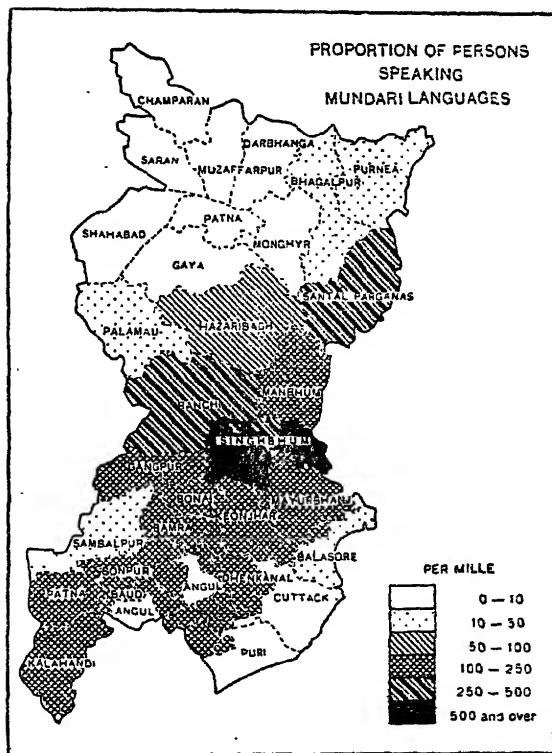 PROPORTION OF PERSONS
SPEAKING
MUNDARI LANGUAGES
CHAMPARAN
SARAN
MUZAFFARPUR
DARBHANGA
BHAGALPUR
PURNEA
SHAHABAD
PATNA
MONGHYR
GAYA
SANTAL PARGANAS
PALAMAU
HAZARIBAGH
MANBHUM
RANCHI
SINGHBHUM
GANGPUR
BONAI
KEONJHAR
MAYURBHANJ
BAMRA
SAMBALPUR
BALASORE
SONPUR
DHENKANAL
PATNA
BAUD
ANGUL
ANGUL
CUTTACK
PURI
KALAHANDI
PER MILLE
0 – 10
10 – 50
50 – 100
100 – 250
250 – 500
500 and over